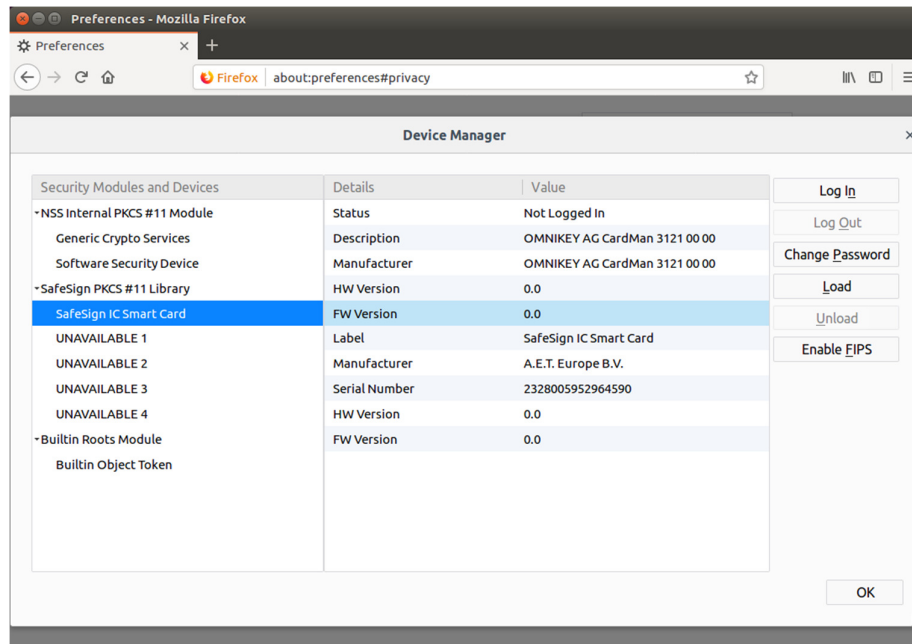 Preferences - Mozilla Firefox
Preferences
Firefox about:preferences#privacy
Device Manager
Security Modules and Devices Details Value
NSS Internal PKCS #11 Module Status Not Logged In
Generic Crypto Services Description OMNIKEY AG CardMan 3121 00 00
Software Security Device Manufacturer OMNIKEY AG CardMan 3121 00 00
SafeSign PKCS #11 Library HW Version 0.0
SafeSign IC Smart Card FW Version 0.0
UNAVAILABLE 1 Label SafeSign IC Smart Card
UNAVAILABLE 2 Manufacturer A.E.T. Europe B.V.
UNAVAILABLE 3 Serial Number 2328005952964590
UNAVAILABLE 4 HW Version 0.0
Builtin Roots Module FW Version 0.0
Builtin Object Token
Log In
Log Out
Change Password
Load
Unload
Enable FIPS
OK